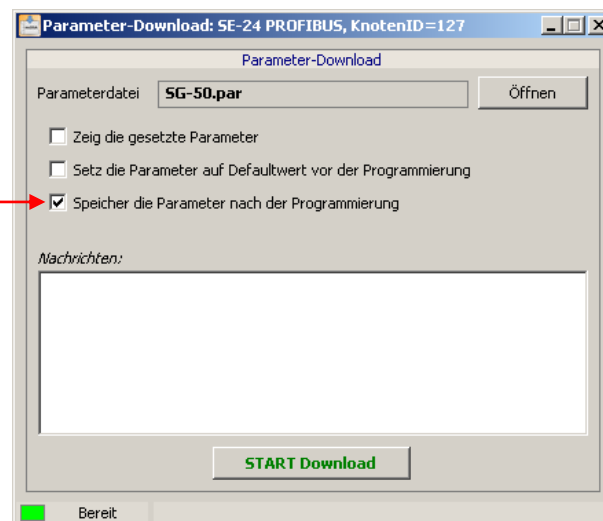 Parameter-Download: SE-24 PROFIBUS, KnotenID=127
Parameter-Download
Parameterdatei SG-50.par Öffnen
Zeig die gesetzte Parameter
Setz die Parameter auf Defaultwert vor der Programmierung
Speicher die Parameter nach der Programmierung
Nachrichten:
START Download
Bereit